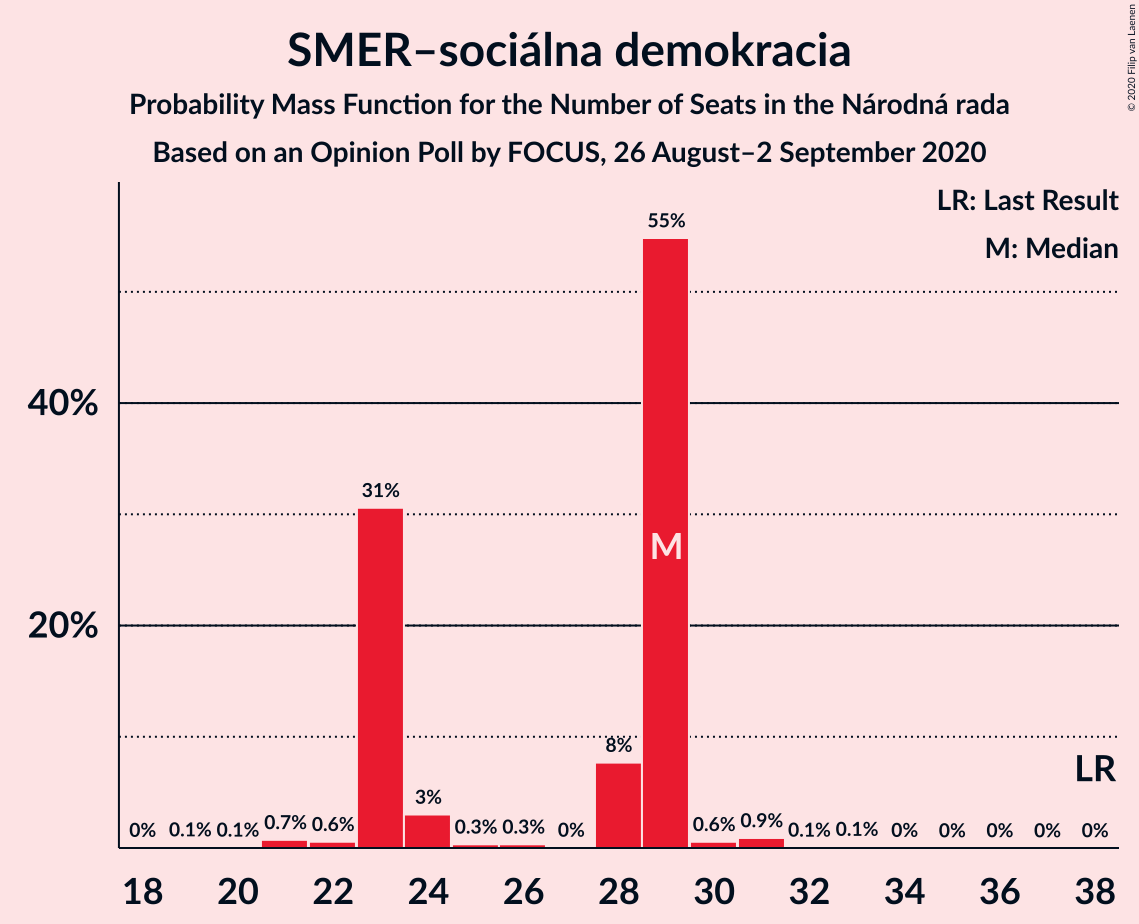 SMER–sociálna demokracia
Probability Mass Function for the Number of Seats in the Národná rada
Based on an Opinion Poll by FOCUS, 26 August–2 September 2020
© 2020 Filip van Laenen
LR: Last Result
M: Median
40%
20%
0% 0.1% 0.1% 0.7% 0.6% 31% 3% 0.3% 0.3% 0% 8% 55% 0.6% 0.9% 0.1% 0.1% 0% 0% 0% 0% 0%
M
LR
18 20 22 24 26 28 30 32 34 36 38